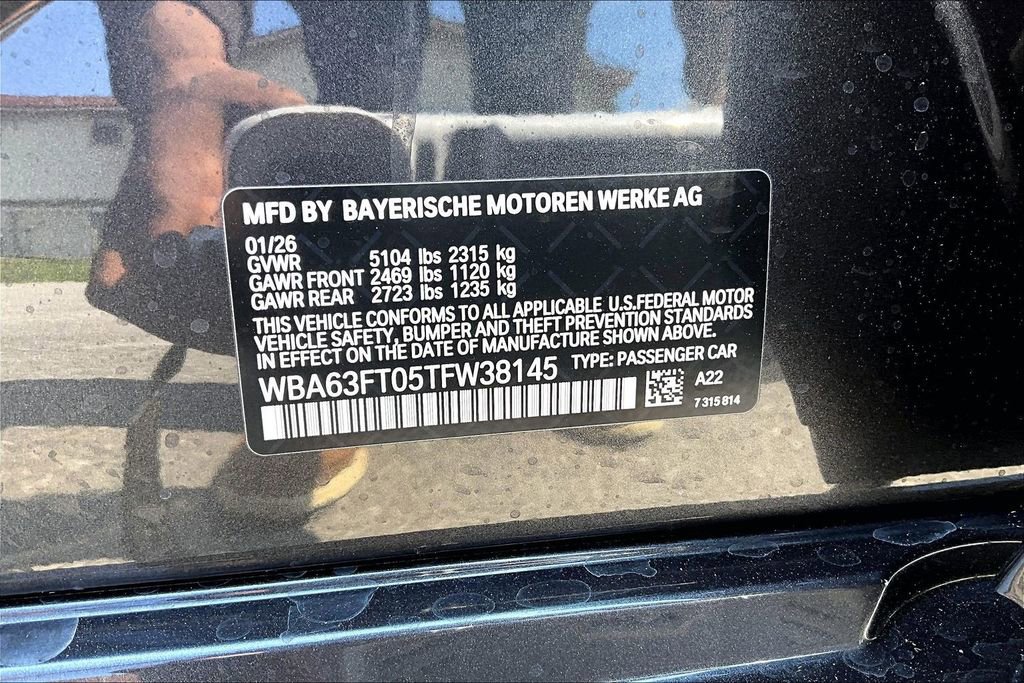 MFD BY BAYERISCHE MOTOREN WERKE AG
01/26
GVWR 5104 lbs 2315 kg
GAWR FRONT 2469 lbs 1120 kg
GAWR REAR 2723 lbs 1235 kg
THIS VEHICLE CONFORMS TO ALL APPLICABLE U.S.FEDERAL MOTOR
VEHICLE SAFETY, BUMPER AND THEFT PREVENTION STANDARDS
IN EFFECT ON THE DATE OF MANUFACTURE SHOWN ABOVE.
WBA63FT05TFW38145 TYPE: PASSENGER CAR
A22
7 315 814